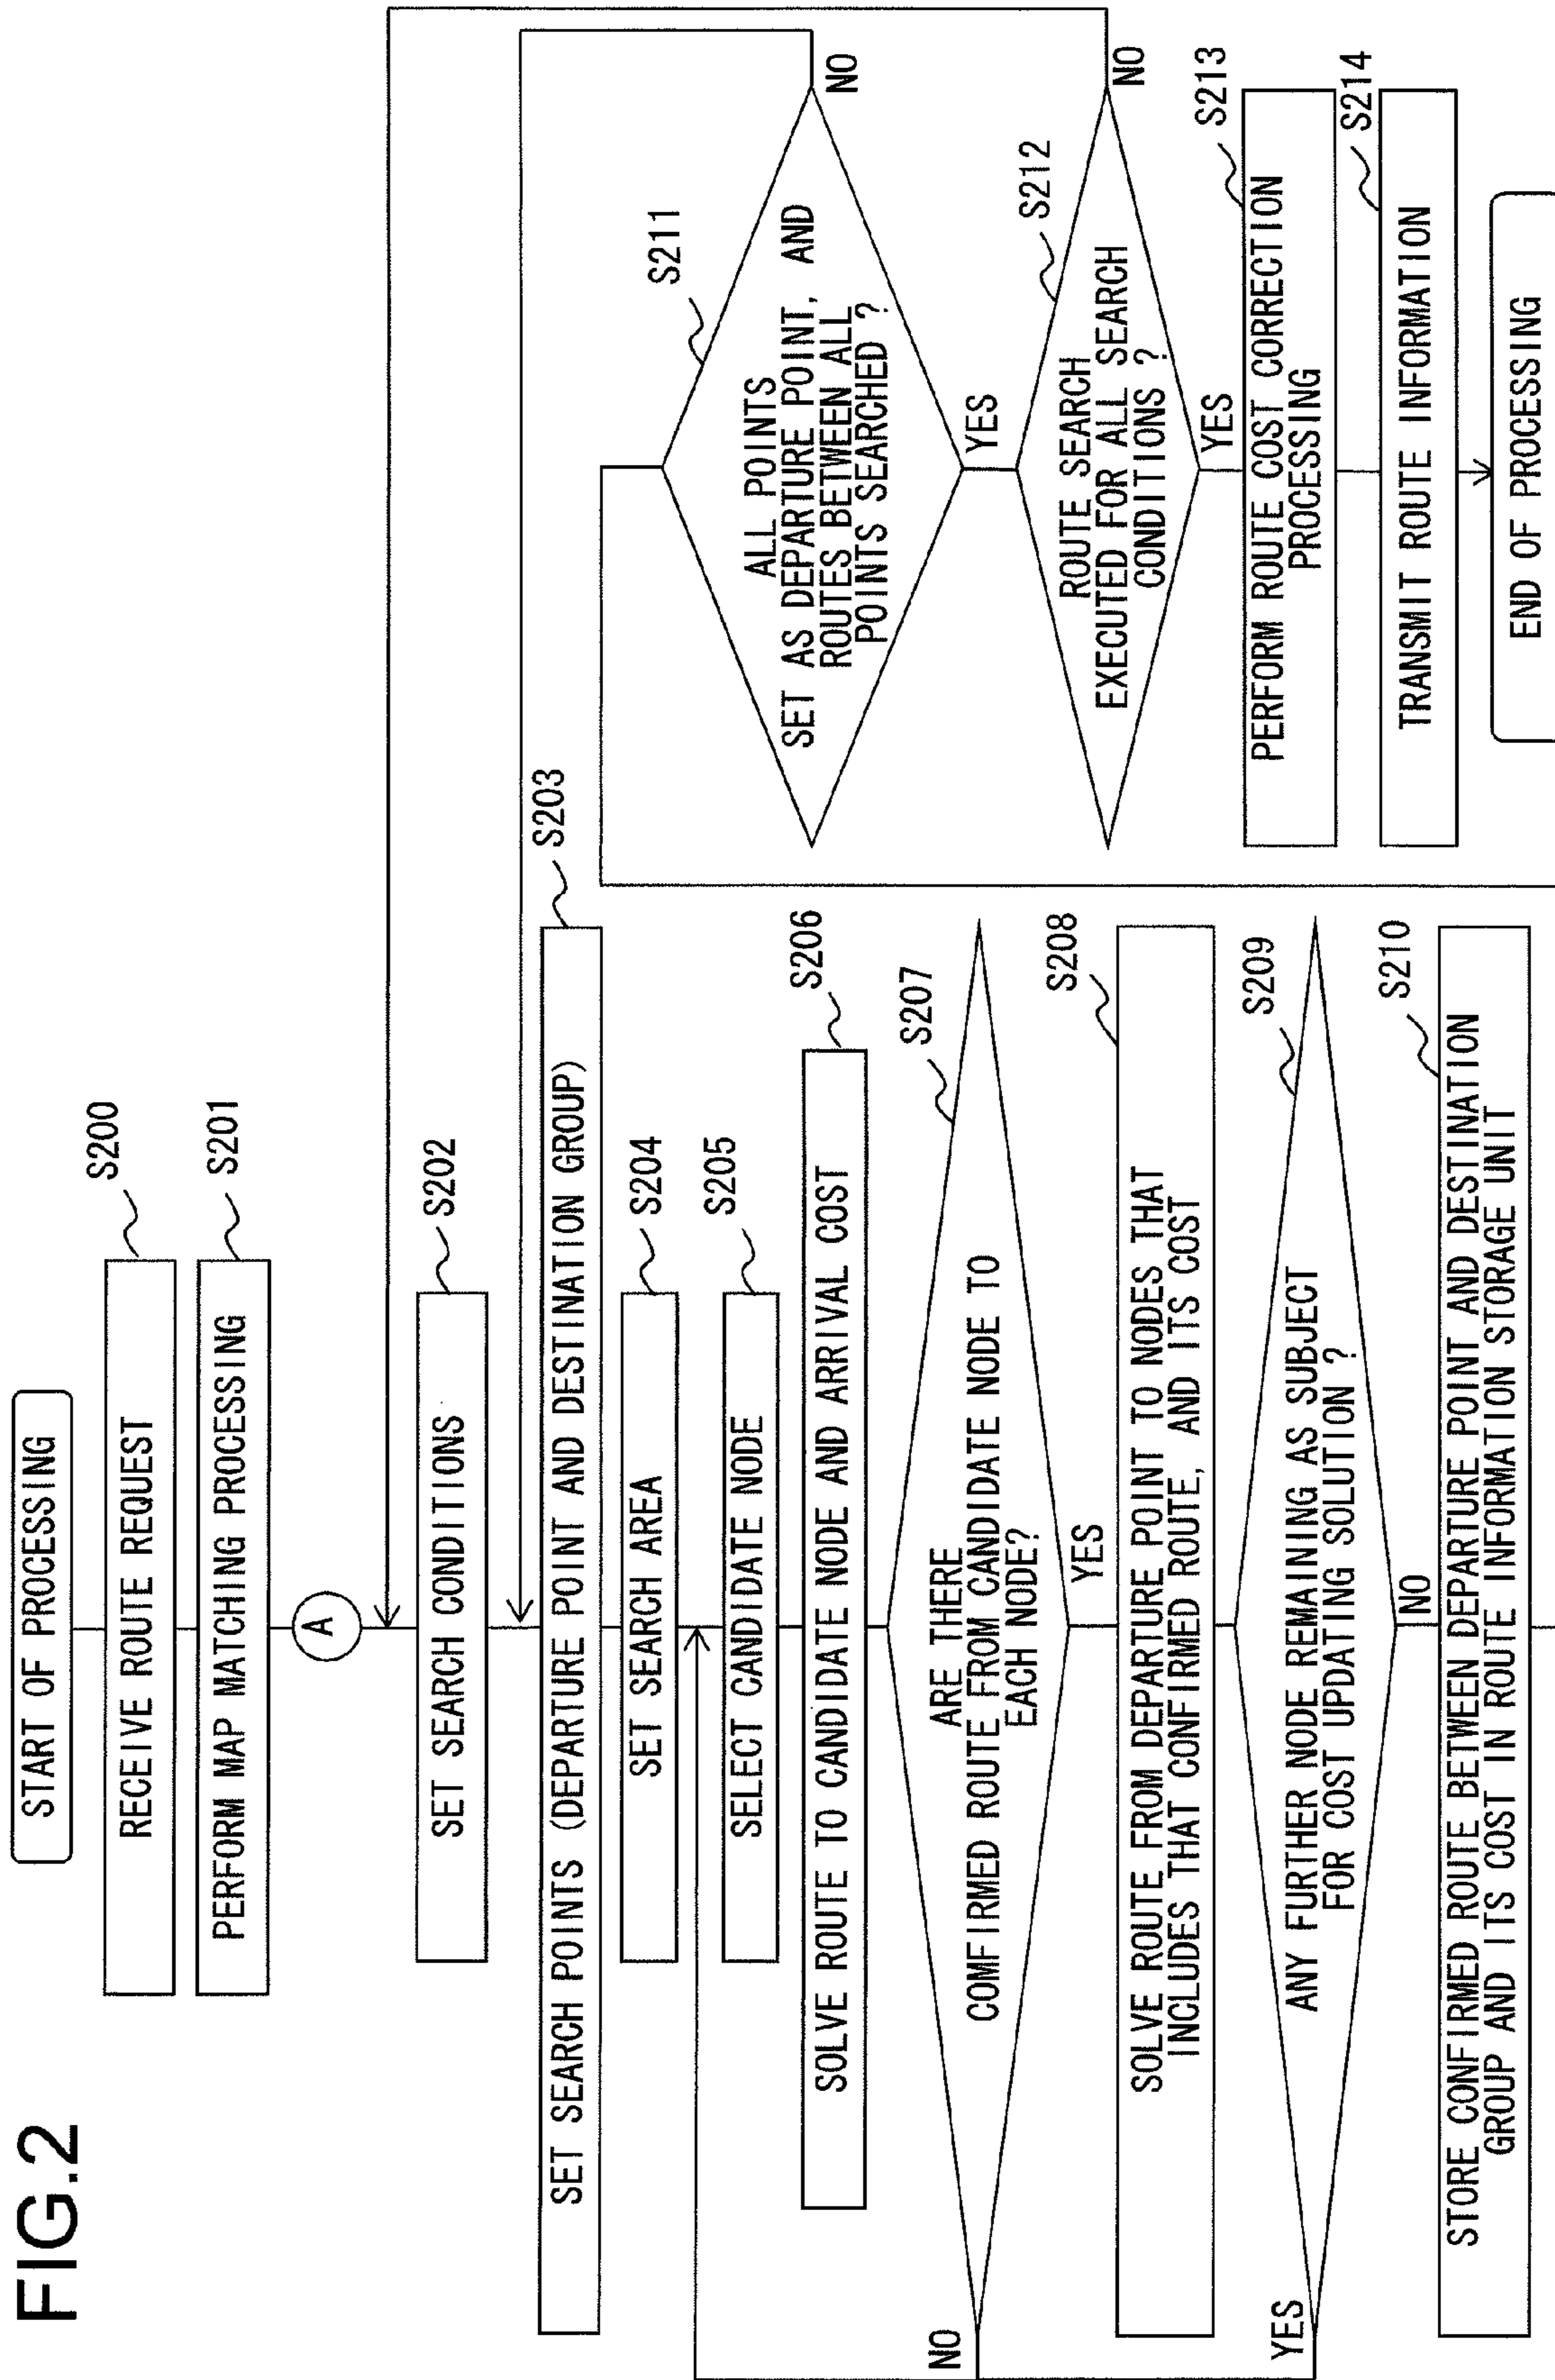 FIG.2
START OF PROCESSING
S200
RECEIVE ROUTE REQUEST
S201
PERFORM MAP MATCHING PROCESSING
A
S202
SET SEARCH CONDITIONS
S203
SET SEARCH POINTS (DEPARTURE POINT AND DESTINATION GROUP)
S204
SET SEARCH AREA
S205
SELECT CANDIDATE NODE
S206
SOLVE ROUTE TO CANDIDATE NODE AND ARRIVAL COST
S207
ARE THERE
COMFIRMED ROUTE FROM CANDIDATE NODE TO
EACH NODE?
NO
YES
S208
SOLVE ROUTE FROM DEPARTURE POINT TO NODES THAT
INCLUDES THAT CONFIRMED ROUTE, AND ITS COST
S209
ANY FURTHER NODE REMAINING AS SUBJECT
FOR COST UPDATING SOLUTION ?
YES
NO
S210
STORE CONFIRMED ROUTE BETWEEN DEPARTURE POINT AND DESTINATION
GROUP AND ITS COST IN ROUTE INFORMATION STORAGE UNIT
S211
ALL POINTS
SET AS DEPARTURE POINT, AND
ROUTES BETWEEN ALL
POINTS SEARCHED ?
NO
YES
S212
ROUTE SEARCH
EXECUTED FOR ALL SEARCH
CONDITIONS ?
NO
YES
S213
PERFORM ROUTE COST CORRECTION
PROCESSING
S214
TRANSMIT ROUTE INFORMATION
END OF PROCESSING